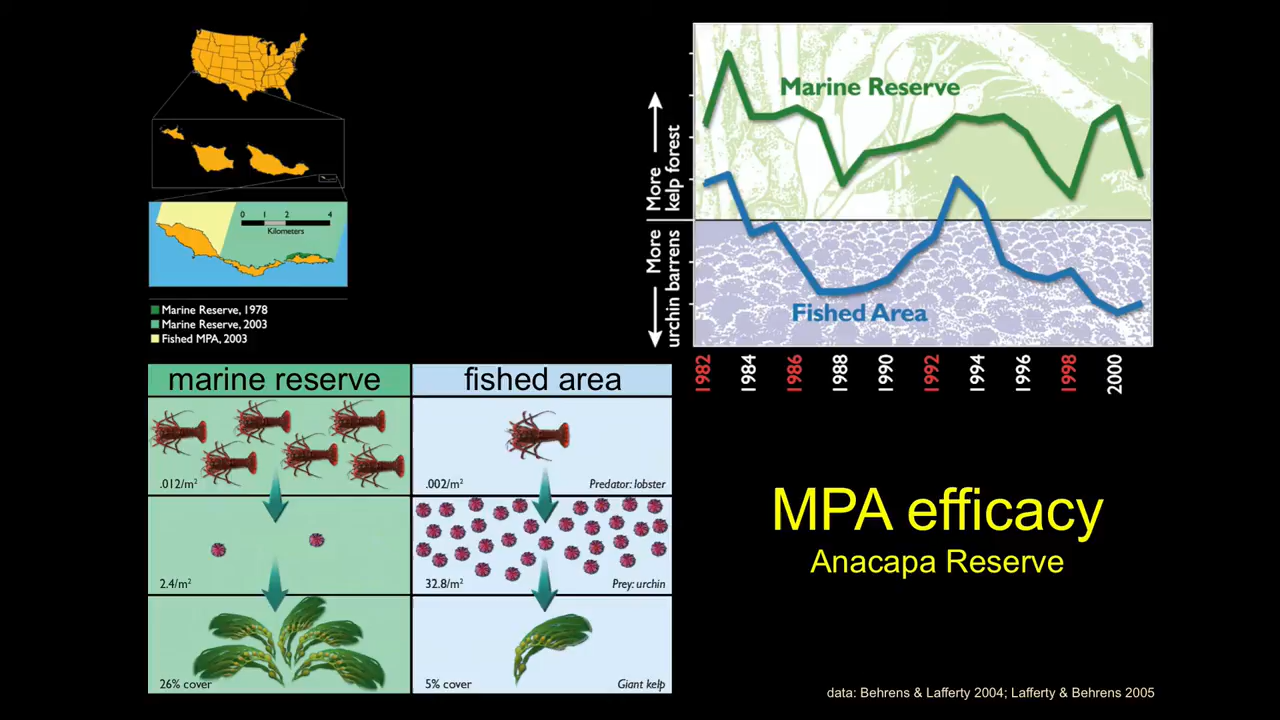 0 1 2 4
Kilometers
Marine Reserve, 1978
Marine Reserve, 2003
Fished MPA, 2003
More
kelp forest
More
urchin barrens
Marine Reserve
Fished Area
1982 1984 1986 1988 1990 1992 1994 1996 1998 2000
marine reserve fished area
.012/m² .002/m² Predator: lobster
2.4/m² 32.8/m² Prey: urchin
26% cover 5% cover Giant kelp
MPA efficacy
Anacapa Reserve
data: Behrens & Lafferty 2004; Lafferty & Behrens 2005